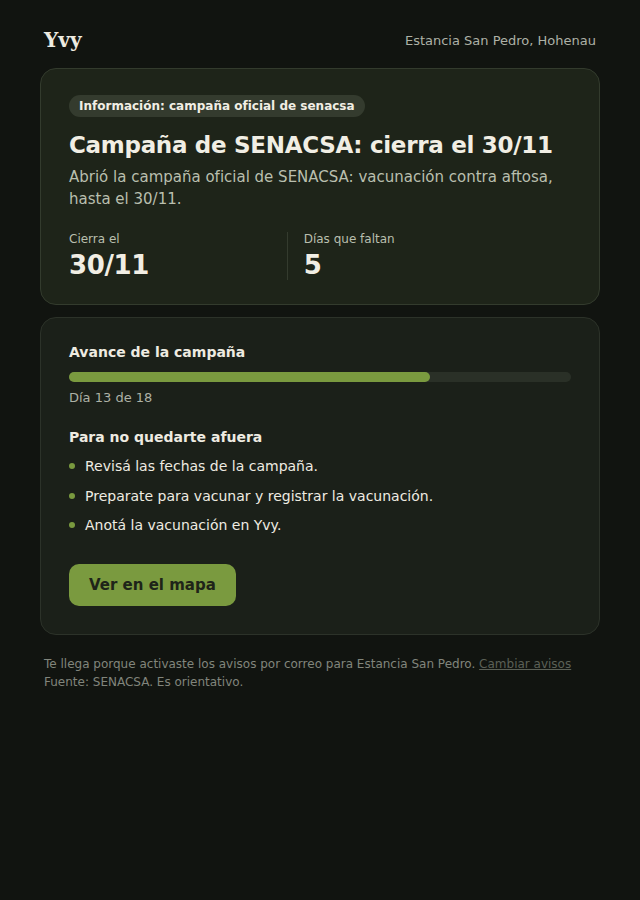 Yvy
Estancia San Pedro, Hohenau
Información: campaña oficial de senacsa
Campaña de SENACSA: cierra el 30/11
Abrió la campaña oficial de SENACSA: vacunación contra aftosa,
hasta el 30/11.
Cierra el
30/11
Días que faltan
5
Avance de la campaña
Día 13 de 18
Para no quedarte afuera
Revisá las fechas de la campaña.
Preparate para vacunar y registrar la vacunación.
Anotá la vacunación en Yvy.
Ver en el mapa
Te llega porque activaste los avisos por correo para Estancia San Pedro. Cambiar avisos
Fuente: SENACSA. Es orientativo.